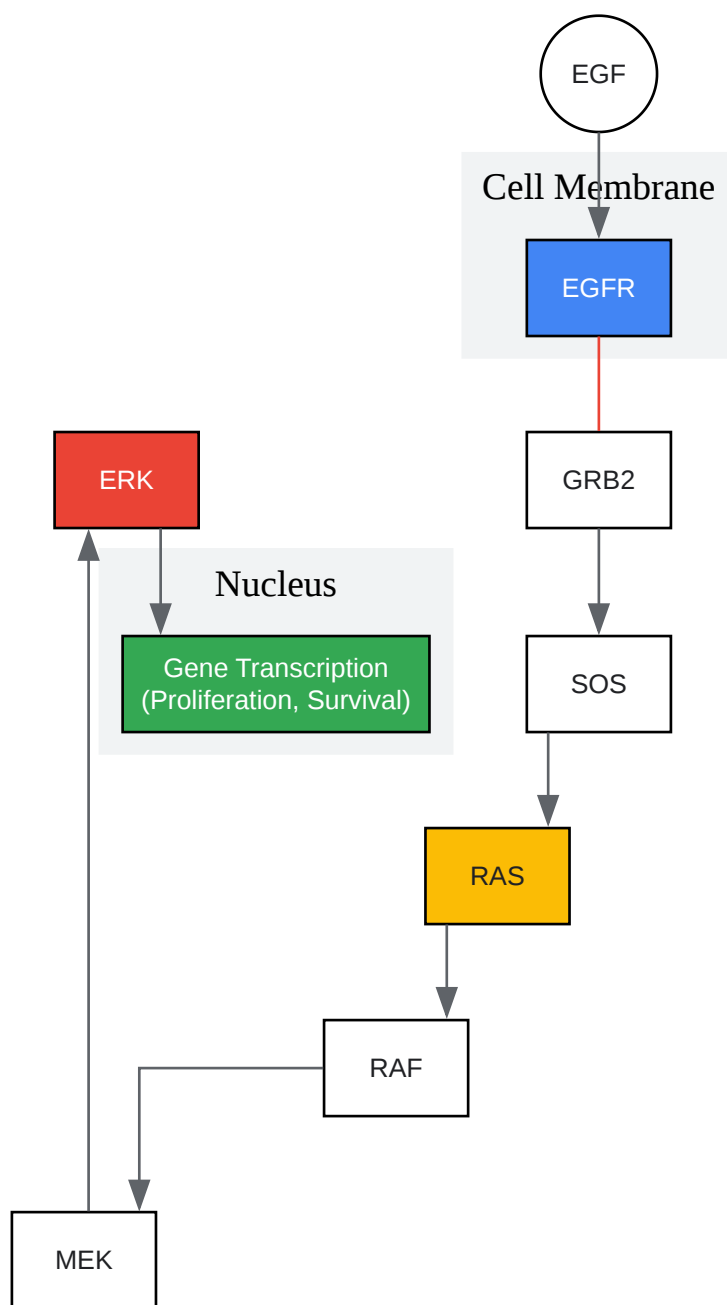 EGF
Cell Membrane
EGFR
ERK
GRB2
Nucleus
Gene Transcription
(Proliferation, Survival)
SOS
RAS
RAF
MEK